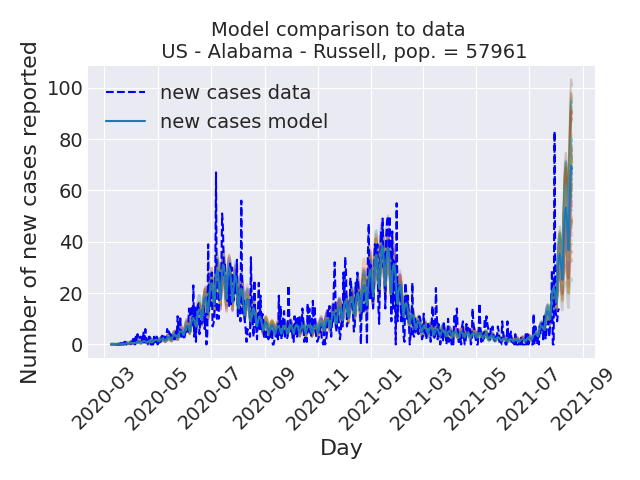 Model comparison to data
US - Alabama - Russell, pop. = 57961
Number of new cases reported
100
80
60
40
20
0
new cases data
new cases model
2020-03
2020-05
2020-07
2020-09
2020-11
2021-01
2021-03
2021-05
2021-07
2021-09
Day